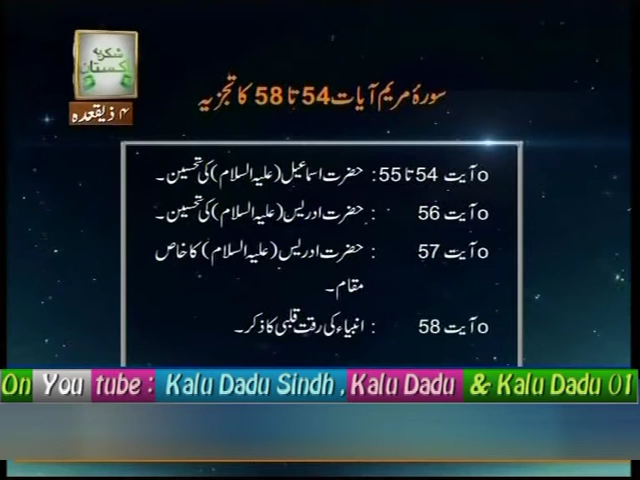 شکریہ
پاکستان
۴ ذیقعدہ
سورۂ مریم آیات 54 تا 58 کا تجزیہ
o آیت 54 تا 55 : حضرت اسماعیل (علیہ السلام) کی تحسین۔
o آیت 56 : حضرت ادریس (علیہ السلام) کی تحسین۔
o آیت 57 : حضرت ادریس (علیہ السلام) کا خاص
مقام۔
o آیت 58 : انبیاء کی رقت قلبی کا ذکر۔
On You tube : Kalu Dadu Sindh , Kalu Dadu & Kalu Dadu 01